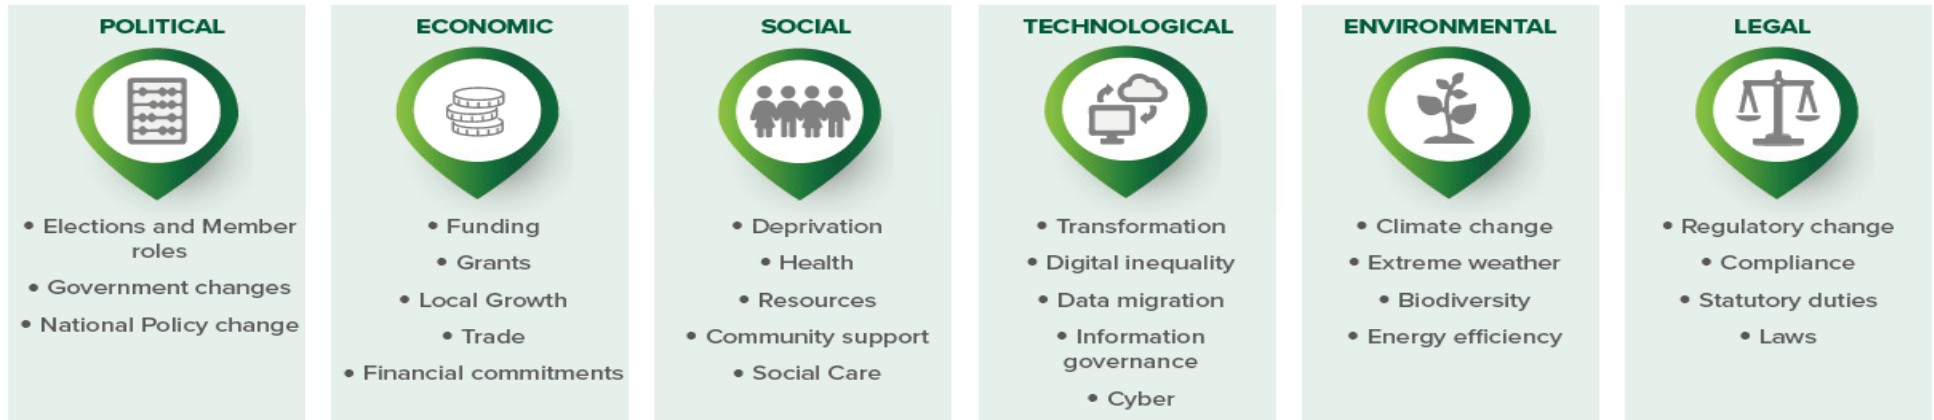 POLITICAL
• Elections and Member
roles
• Government changes
• National Policy change
ECONOMIC
• Funding
• Grants
• Local Growth
• Trade
• Financial commitments
SOCIAL
• Deprivation
• Health
• Resources
• Community support
• Social Care
TECHNOLOGICAL
• Transformation
• Digital inequality
• Data migration
• Information
governance
• Cyber
ENVIRONMENTAL
• Climate change
• Extreme weather
• Biodiversity
• Energy efficiency
LEGAL
• Regulatory change
• Compliance
• Statutory duties
• Laws